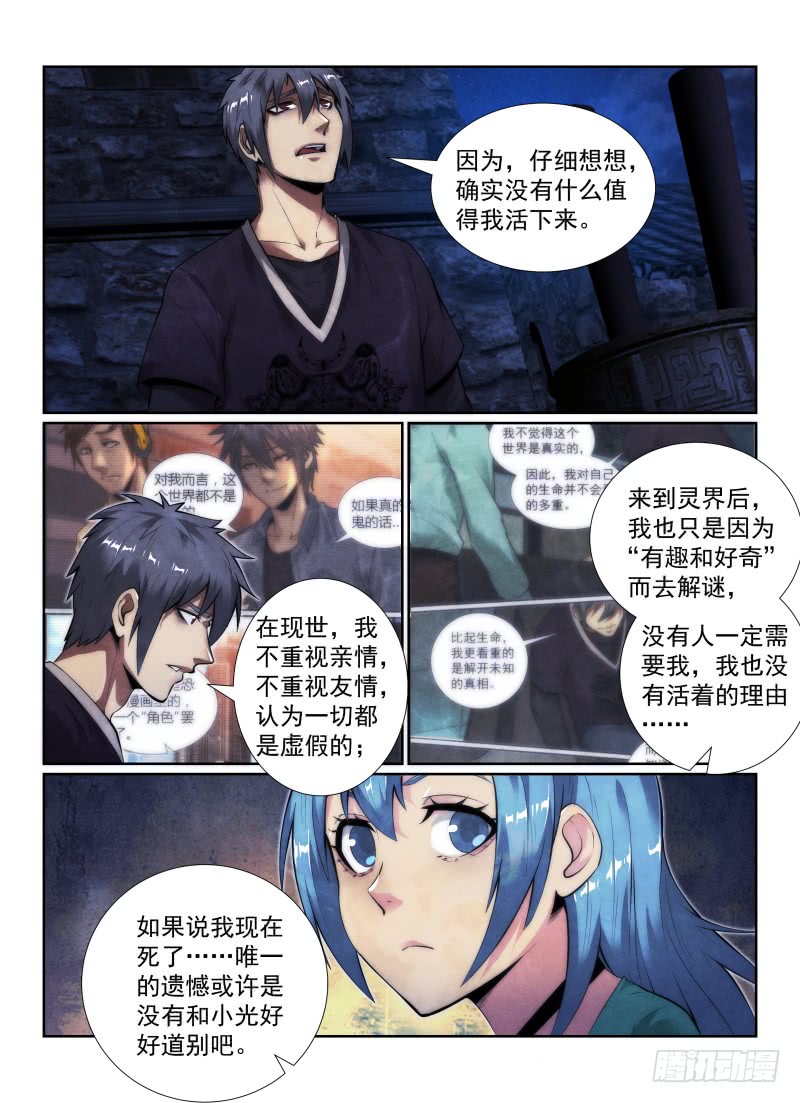 因为，仔细想想，
确实没有什么值
得我活下来。
对我而言，这
世界都不是
如果真的
鬼的话..
在现世，我
不重视亲情，
不重视友情，
认为一切都
是虚假的；
漫画里的，
一个“角色”罢
了。
我不觉得这个
世界是真实的，
因此，我对自己
的生命并不会
的多重。
比起生命，
我更看重的
是解开未知
的真相。
来到灵界后，
我也只是因为
“有趣和好奇”
而去解谜，
没有人一定需
要我，我也没
有活着的理由
……
如果说我现在
死了……唯一
的遗憾或许是
没有和小光好
好道别吧。
腾讯动漫